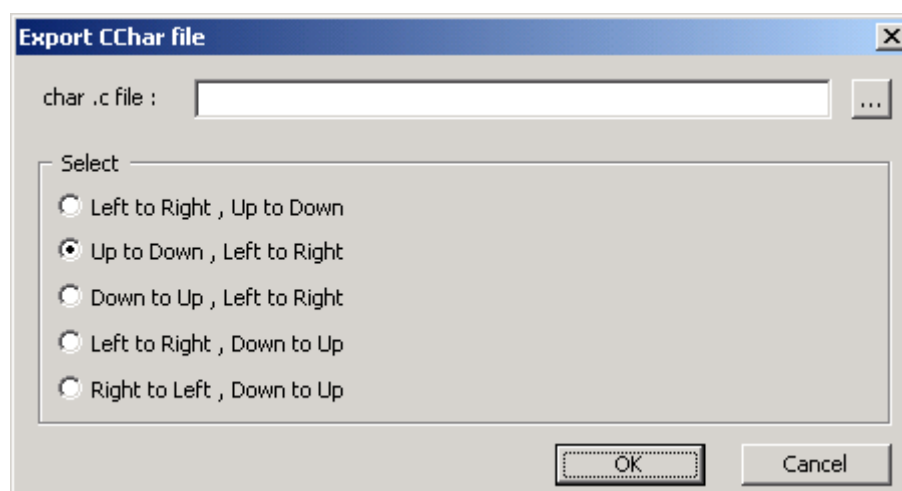 Export CChar file
char .c file :
...
Select
Left to Right , Up to Down
Up to Down , Left to Right
Down to Up , Left to Right
Left to Right , Down to Up
Right to Left , Down to Up
OK Cancel